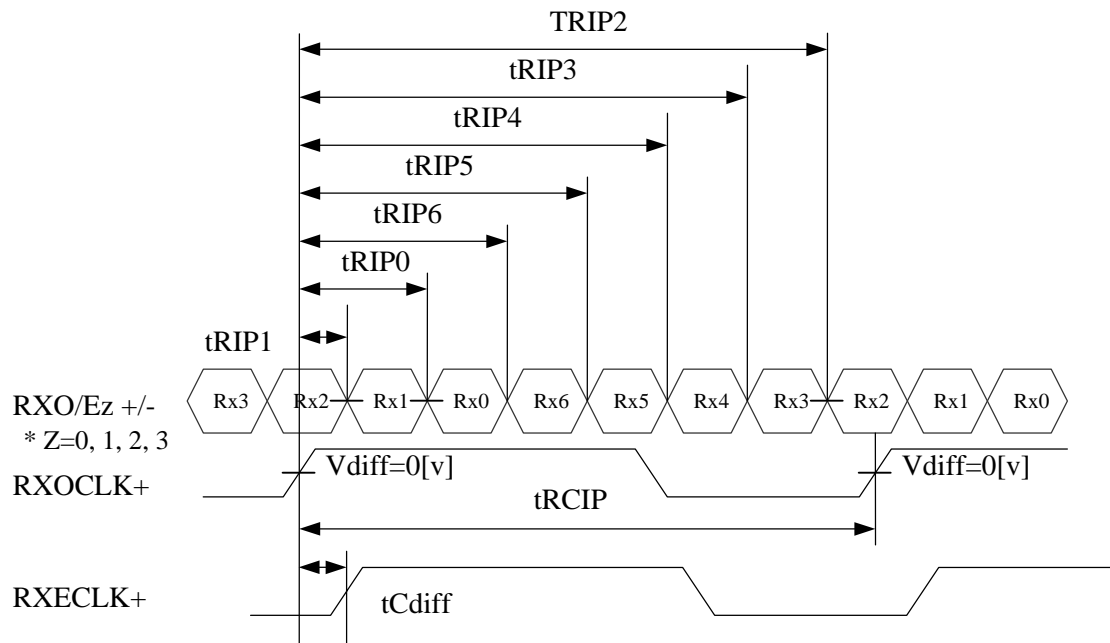 TRIP2
tRIP3
tRIP4
tRIP5
tRIP6
tRIP0
tRIP1
RXO/Ez +/-
Rx3 Rx2 Rx1 Rx0 Rx6 Rx5 Rx4 Rx3 Rx2 Rx1 Rx0
* Z=0, 1, 2, 3
RXOCLK+
Vdiff=0[v] Vdiff=0[v]
tRCIP
RXECLK+
tCdiff